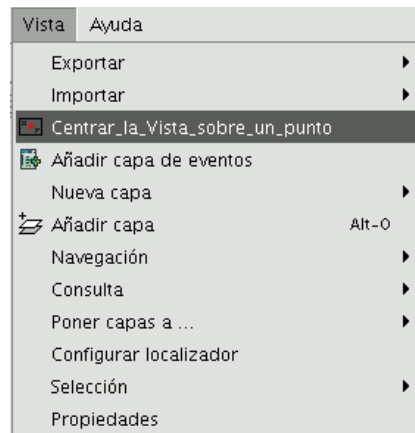 Vista Ayuda
Exportar
Importar
Centrar_la_Vista_sobre_un_punto
Añadir capa de eventos
Nueva capa
Añadir capa Alt-O
Navegación
Consulta
Poner capas a ...
Configurar localizador
Selección
Propiedades